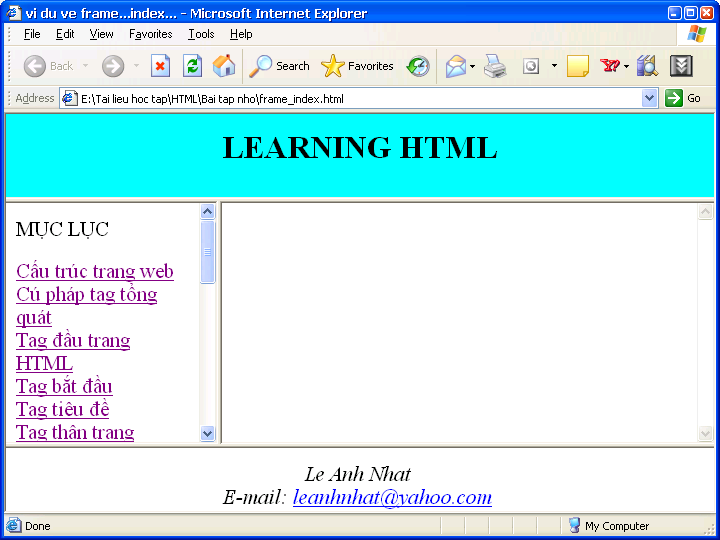 vi du ve frame...index... - Microsoft Internet Explorer
File Edit View Favorites Tools Help
Back Search Favorites
Address E:\Tai lieu hoc tap\HTML\Bai tap nho\frame_index.html Go
LEARNING HTML
MỤC LỤC
Cấu trúc trang web
Cú pháp tag tổng
quát
Tag đầu trang
HTML
Tag bắt đầu
Tag tiêu đề
Tag thân trang
Le Anh Nhat
E-mail: leanhnhat@yahoo.com
Done My Computer